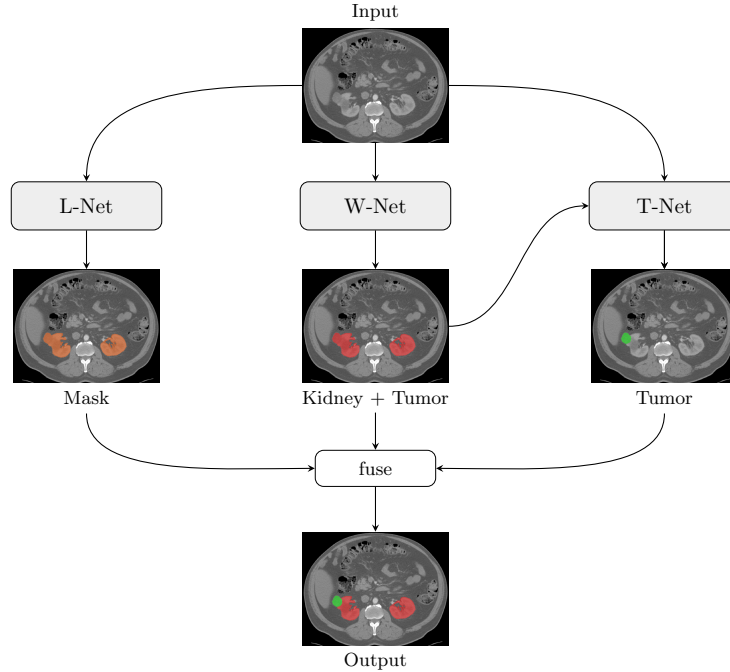 Input
L-Net
W-Net
T-Net
Mask
Kidney + Tumor
Tumor
fuse
Output